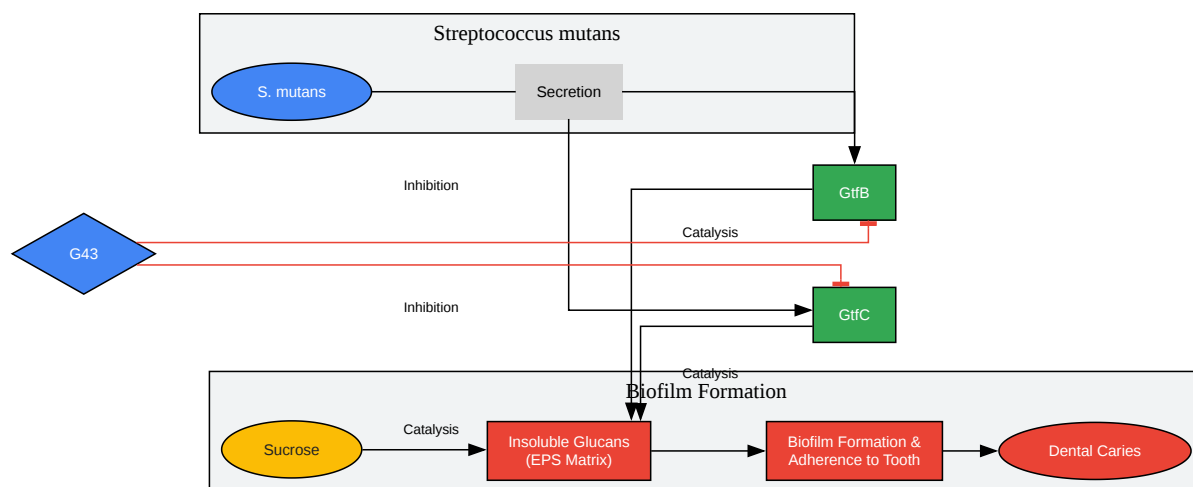 Streptococcus mutans
S. mutans
Secretion
Inhibition
GtfB
Catalysis
G43
Inhibition
GtfC
Catalysis
Biofilm Formation
Sucrose
Catalysis
Insoluble Glucans
(EPS Matrix)
Biofilm Formation &
Adherence to Tooth
Dental Caries